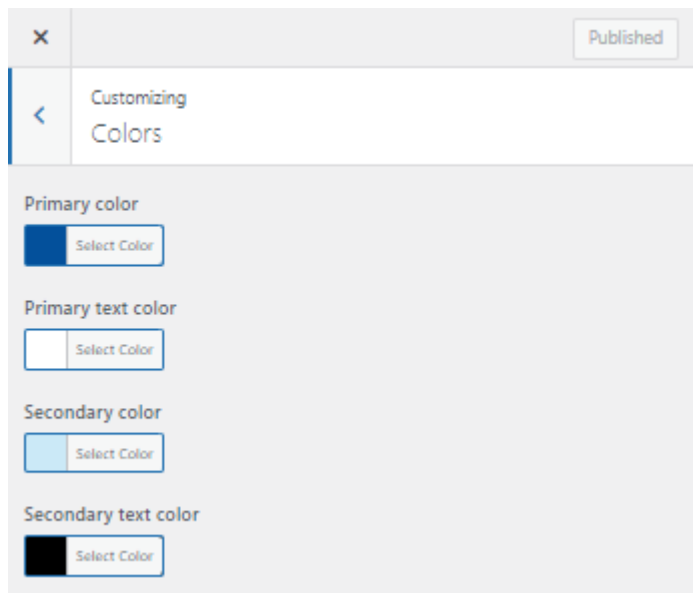 Published
Customizing
Colors
Primary color
Select Color
Primary text color
Select Color
Secondary color
Select Color
Secondary text color
Select Color